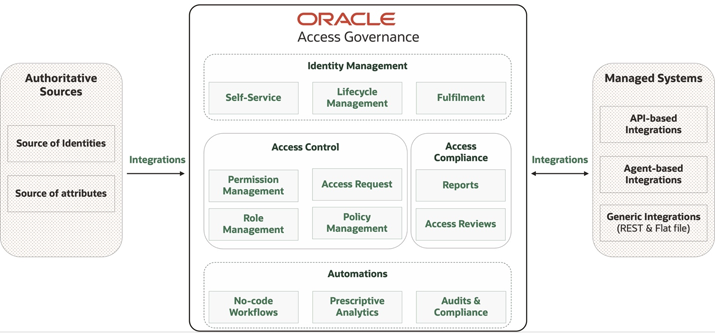 ORACLE
Access Governance
Authoritative
Sources
Source of Identities
Source of attributes
Integrations
Identity Management
Self-Service
Lifecycle
Management
Fulfilment
Access Control
Permission
Management
Access Request
Role
Management
Policy
Management
Access
Compliance
Reports
Access Reviews
Automations
No-code
Workflows
Prescriptive
Analytics
Audits &
Compliance
Integrations
Managed Systems
API-based
Integrations
Agent-based
Integrations
Generic Integrations
(REST & Flat file)